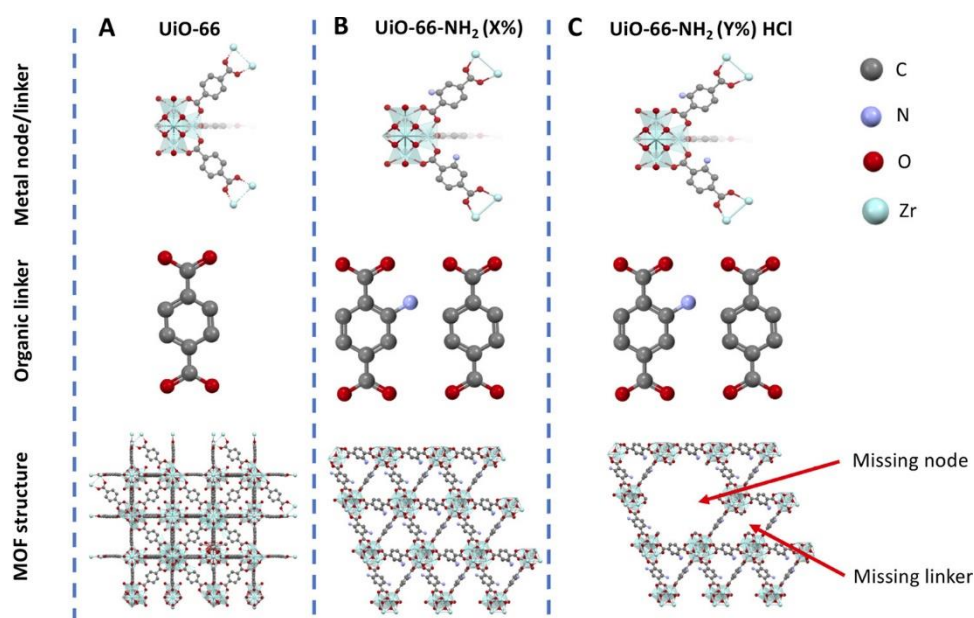 A
UiO-66
B
UiO-66-NH₂ (X%)
C
UiO-66-NH₂ (Y%) HCl
C
N
O
Zr
Metal node/linker
Organic linker
MOF structure
Missing node
Missing linker